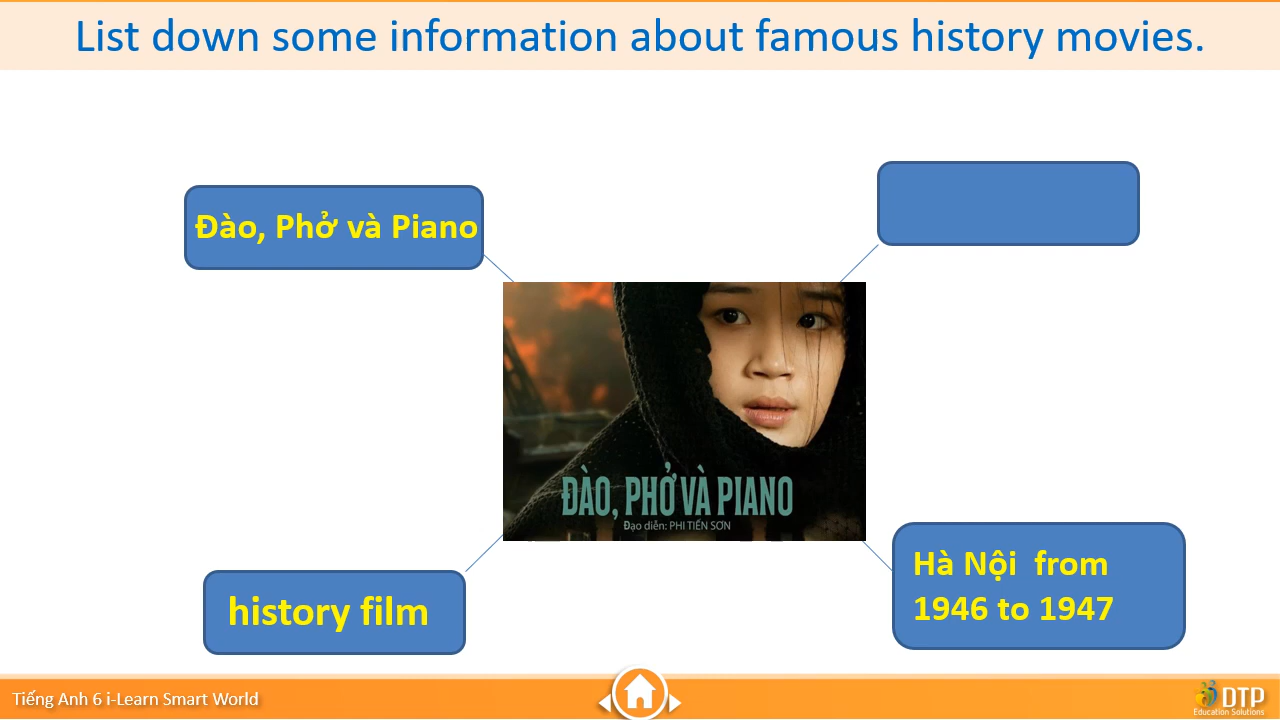 List down some information about famous history movies.
Đào, Phở và Piano
ĐÀO, PHỞ VÀ PIANO
Đạo diễn: PHI TIẾN SƠN
history film
Hà Nội from
1946 to 1947
Tiếng Anh 6 i-Learn Smart World
DTP
Education Solutions